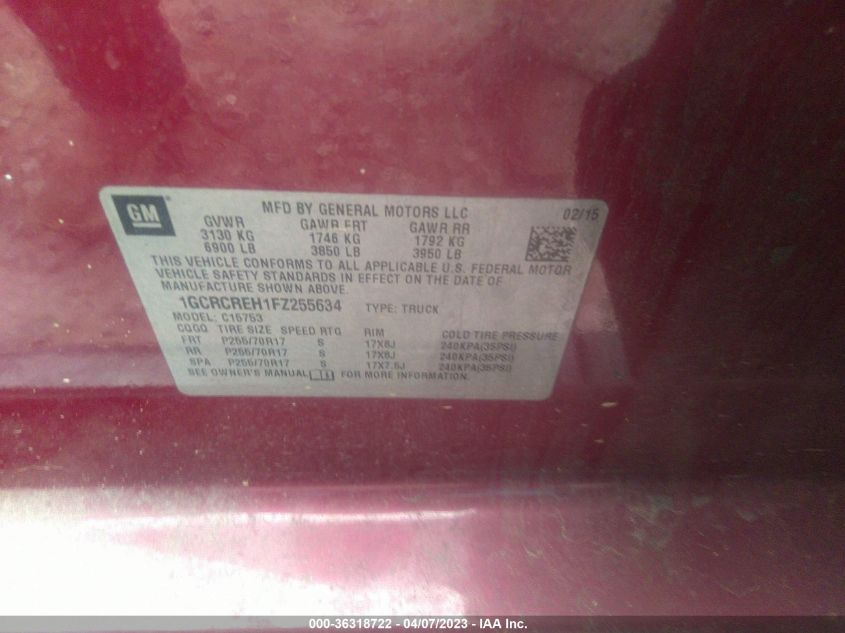 GM
MFD BY GENERAL MOTORS LLC 02/15
GVWR GAWR FRT GAWR RR
3130 KG 1746 KG 1792 KG
6900 LB 3850 LB 3950 LB
THIS VEHICLE CONFORMS TO ALL APPLICABLE U.S. FEDERAL MOTOR
VEHICLE SAFETY STANDARDS IN EFFECT ON THE DATE OF
MANUFACTURE SHOWN ABOVE.
1GCRCREH1FZ255634 TYPE: TRUCK
MODEL: C15753
CGGQ TIRE SIZE SPEED RTG RIM COLD TIRE PRESSURE
FRT P255/70R17 S 17X8J 240KPA(35PSI)
RR P255/70R17 S 17X8J 240KPA(35PSI)
SPA P255/70R17 S 17X7.5J 240KPA(35PSI)
SEE OWNER'S MANUAL FOR MORE INFORMATION.
000-36318722 - 04/07/2023 - IAA Inc.